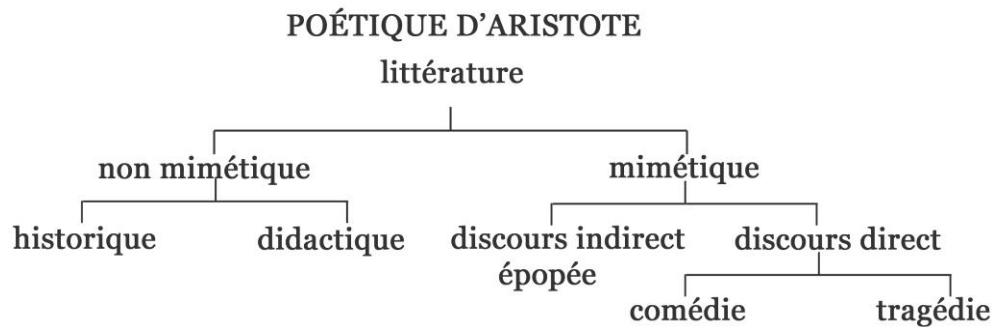 POÉTIQUE D’ARISTOTE
littérature
non mimétique
mimétique
historique
didactique
discours indirect
épopée
discours direct
comédie
tragédie